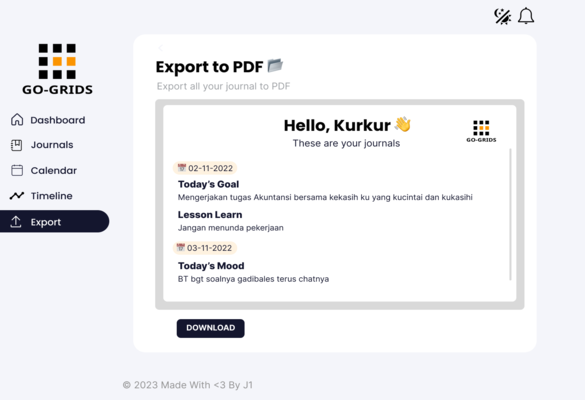 GO-GRIDS
Dashboard
Journals
Calendar
Timeline
Export
Export to PDF
Export all your journal to PDF
Hello, Kurkur
These are your journals
GO-GRIDS
02-11-2022
Today's Goal
Mengerjakan tugas Akuntansi bersama kekasih ku yang kucintai dan kukasihi
Lesson Learn
Jangan menunda pekerjaan
03-11-2022
Today's Mood
BT bgt soalnya gadibales terus chatnya
DOWNLOAD
© 2023 Made With <3 By J1